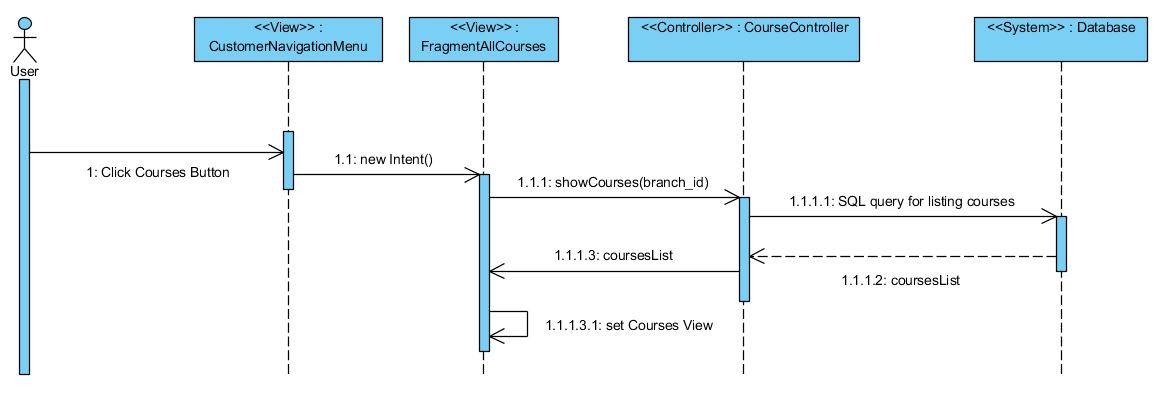 <<View>> :
CustomerNavigationMenu
<<View>> :
FragmentAllCourses
<<Controller>> : CourseController
<<System>> : Database
User
1: Click Courses Button
1.1: new Intent()
1.1.1: showCourses(branch_id)
1.1.1.1: SQL query for listing courses
1.1.1.3: coursesList
1.1.1.2: coursesList
1.1.1.3.1: set Courses View